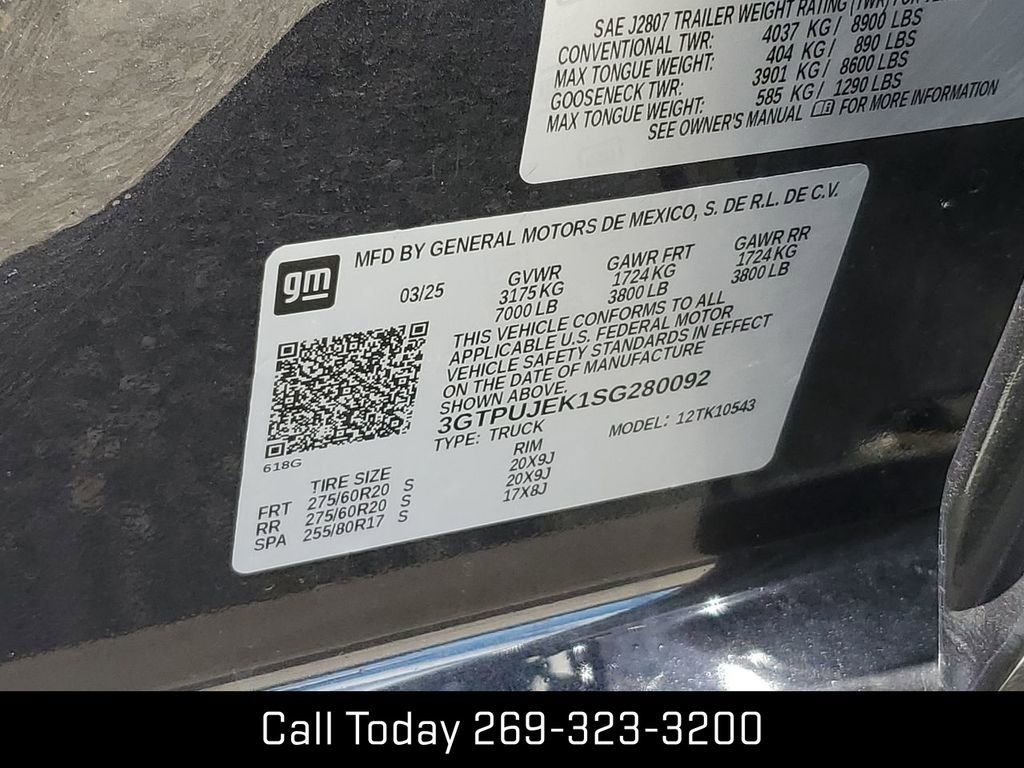 SAE J2807 TRAILER WEIGHT RATING (TWR) FOR
CONVENTIONAL TWR: 4037 KG / 8900 LBS
MAX TONGUE WEIGHT: 404 KG / 890 LBS
GOOSENECK TWR: 3901 KG / 8600 LBS
MAX TONGUE WEIGHT: 585 KG / 1290 LBS
SEE OWNER'S MANUAL FOR MORE INFORMATION
gm
MFD BY GENERAL MOTORS DE MEXICO, S. DE R.L. DE C.V.
03/25
GVWR GAWR FRT GAWR RR
3175 KG 1724 KG 1724 KG
7000 LB 3800 LB 3800 LB
THIS VEHICLE CONFORMS TO ALL
APPLICABLE U.S. FEDERAL MOTOR
VEHICLE SAFETY STANDARDS IN EFFECT
ON THE DATE OF MANUFACTURE
SHOWN ABOVE.
3GTPUJEK1SG280092
TYPE: TRUCK MODEL: 12TK10543
618G
TIRE SIZE RIM
FRT 275/60R20 S 20X9J
RR 275/60R20 S 20X9J
SPA 255/80R17 S 17X8J
Call Today 269-323-3200